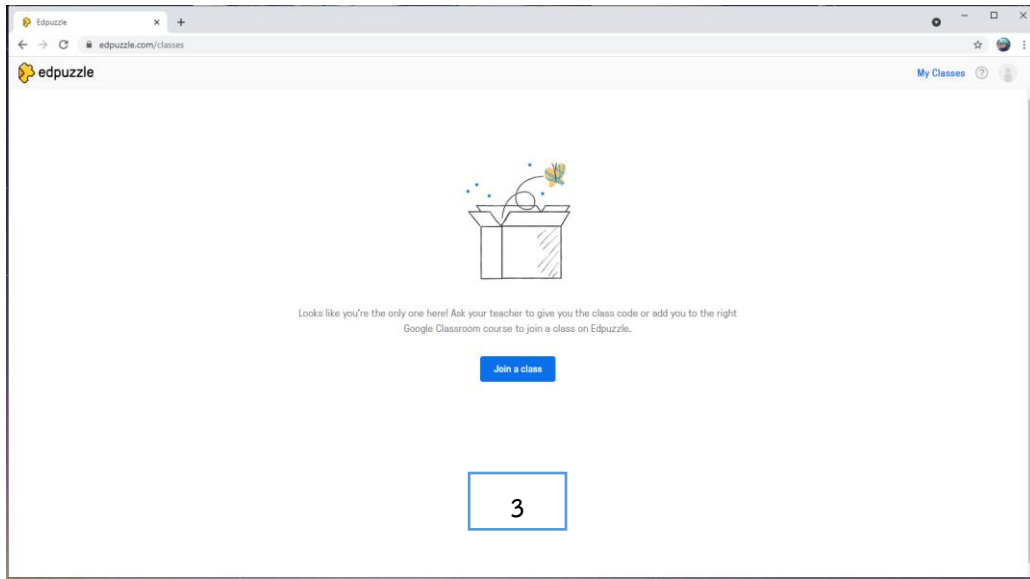 Edpuzzle
edpuzzle.com/classes
edpuzzle
My Classes
Looks like you're the only one here! Ask your teacher to give you the class code or add you to the right
Google Classroom course to join a class on Edpuzzle.
Join a class
3